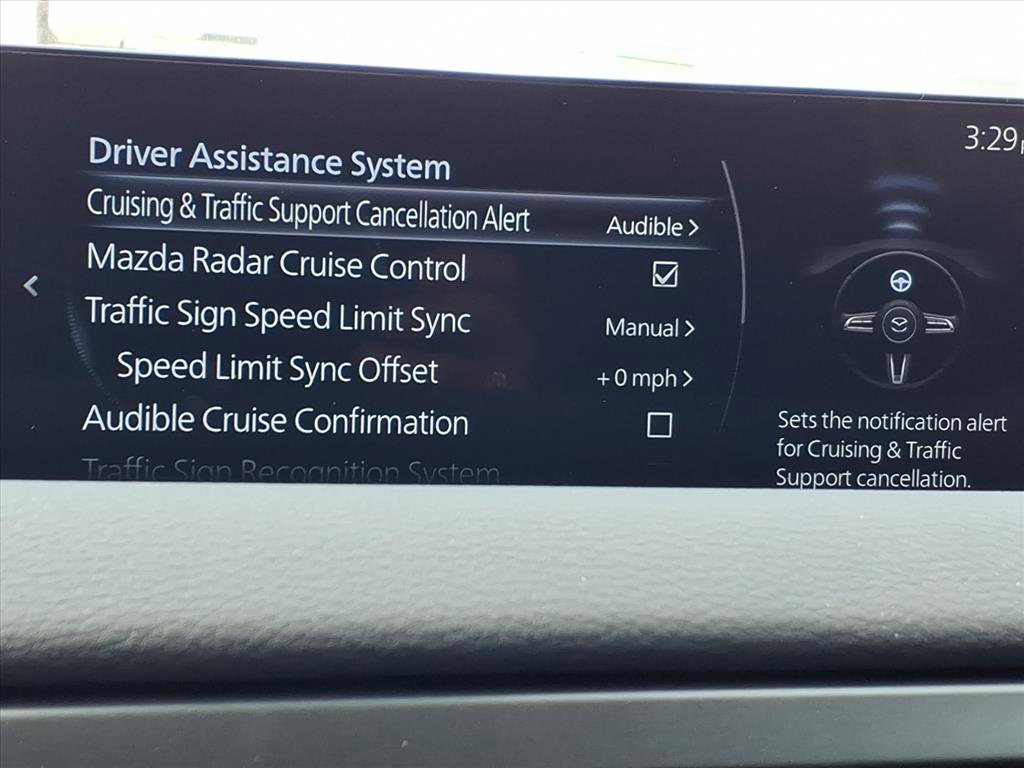 3:29
Driver Assistance System
Cruising & Traffic Support Cancellation Alert Audible >
Mazda Radar Cruise Control
Traffic Sign Speed Limit Sync Manual >
Speed Limit Sync Offset +0 mph >
Audible Cruise Confirmation
Traffic Sign Recognition System
Sets the notification alert
for Cruising & Traffic
Support cancellation.